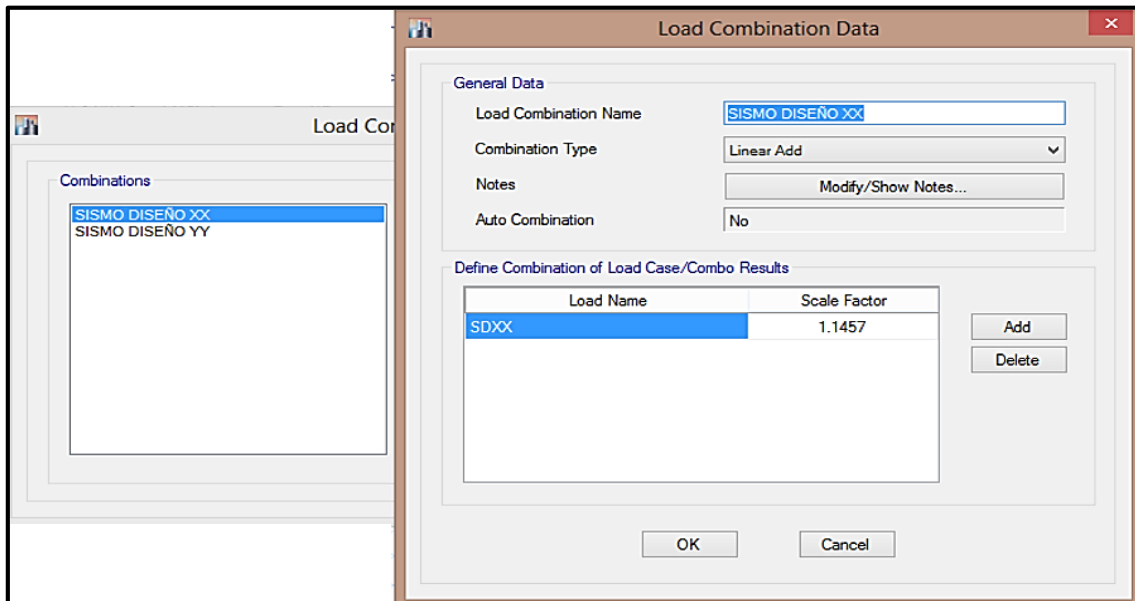 Load Cor
Combinations
SISMO DISEÑO XX
SISMO DISEÑO YY
Load Combination Data
General Data
Load Combination Name
SISMO DISEÑO XX
Combination Type
Linear Add
Notes
Modify/Show Notes...
Auto Combination
No
Define Combination of Load Case/Combo Results
Load Name Scale Factor
SDXX 1.1457
Add
Delete
OK Cancel